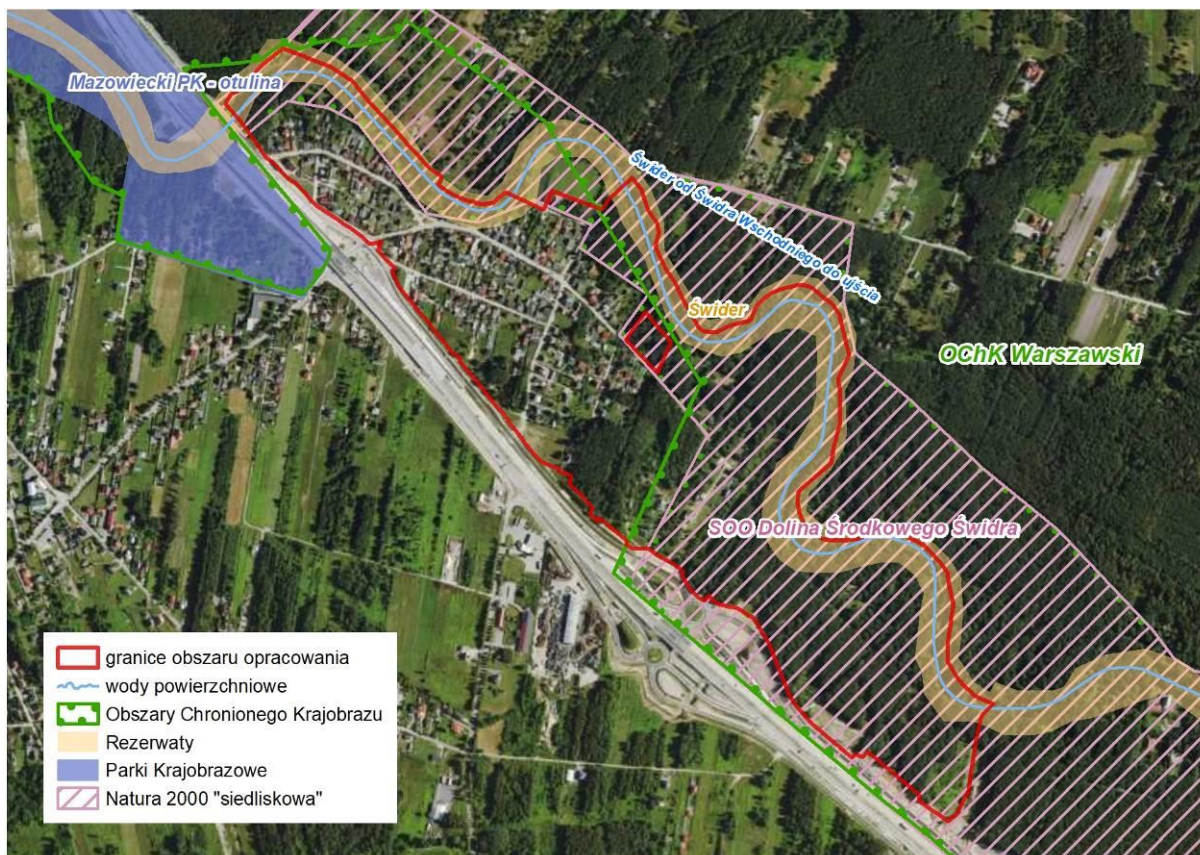 Mazowiecki PK - otulina
Świder od Świdra Wschodniego do ujścia
Świder
OChK Warszawski
SOO Dolina Środkowego Świdra
granice obszaru opracowania
wody powierzchniowe
Obszary Chronionego Krajobrazu
Rezerwaty
Parki Krajobrazowe
Natura 2000 "siedliskowa"